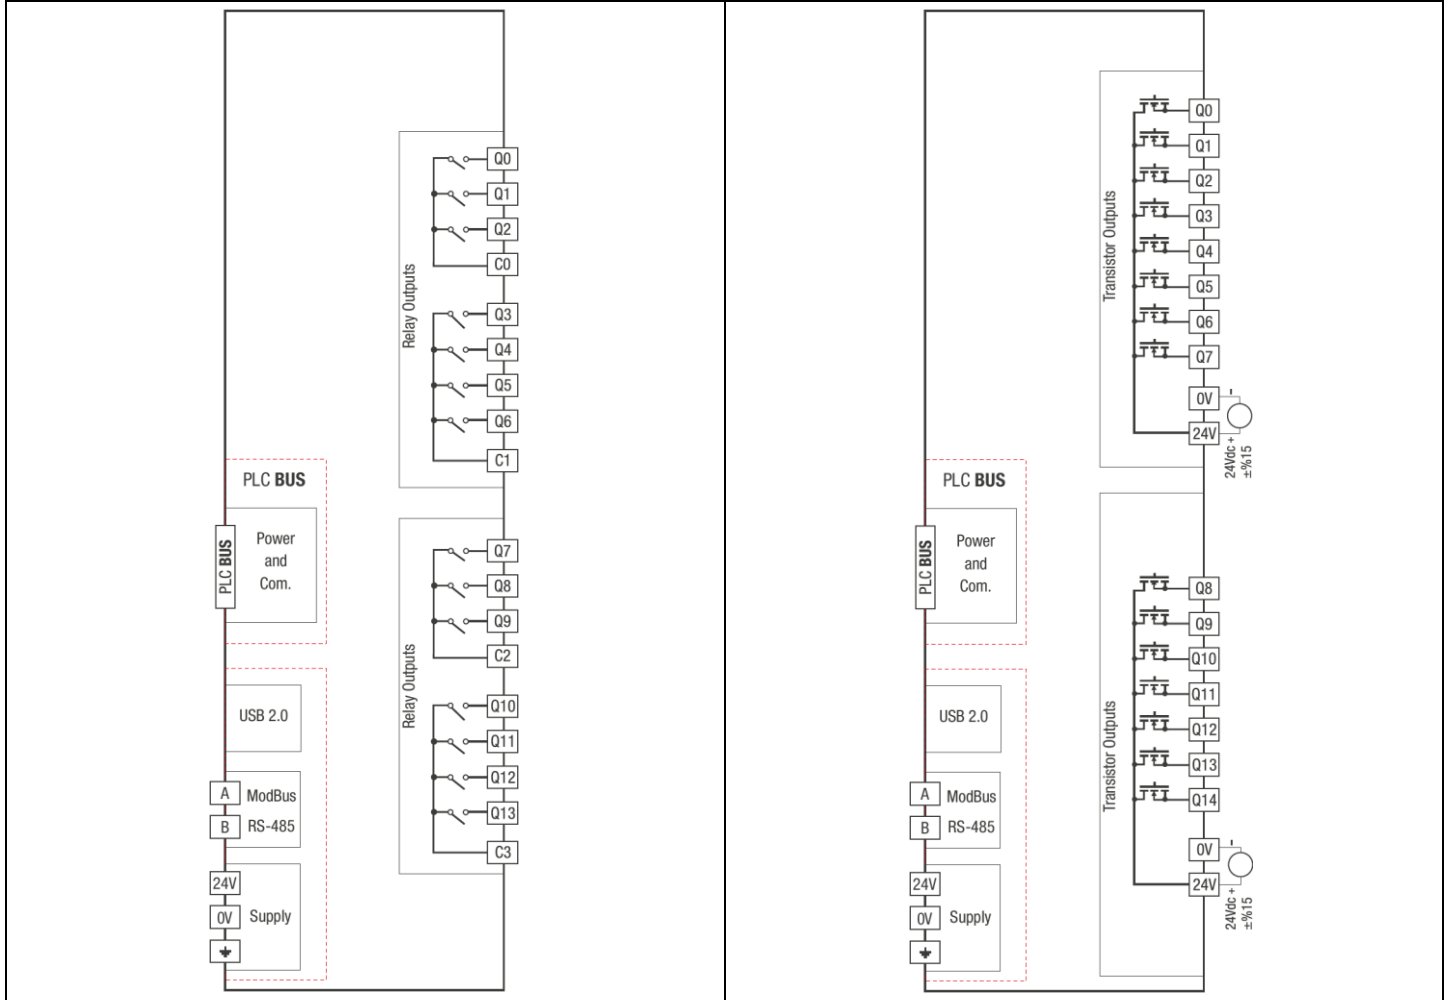 Relay Outputs
Q0
Q1
Q2
C0
Q3
Q4
Q5
Q6
C1
PLC BUS
PLC BUS
Power
and
Com.
Relay Outputs
Q7
Q8
Q9
C2
Q10
Q11
Q12
Q13
C3
USB 2.0
A
ModBus
B
RS-485
24V
0V
Supply
Transistor Outputs
Q0
Q1
Q2
Q3
Q4
Q5
Q6
Q7
0V
-
24V
24Vdc +
±%15
PLC BUS
PLC BUS
Power
and
Com.
Transistor Outputs
Q8
Q9
Q10
Q11
Q12
Q13
Q14
0V
-
24V
24Vdc +
±%15
USB 2.0
A
ModBus
B
RS-485
24V
0V
Supply